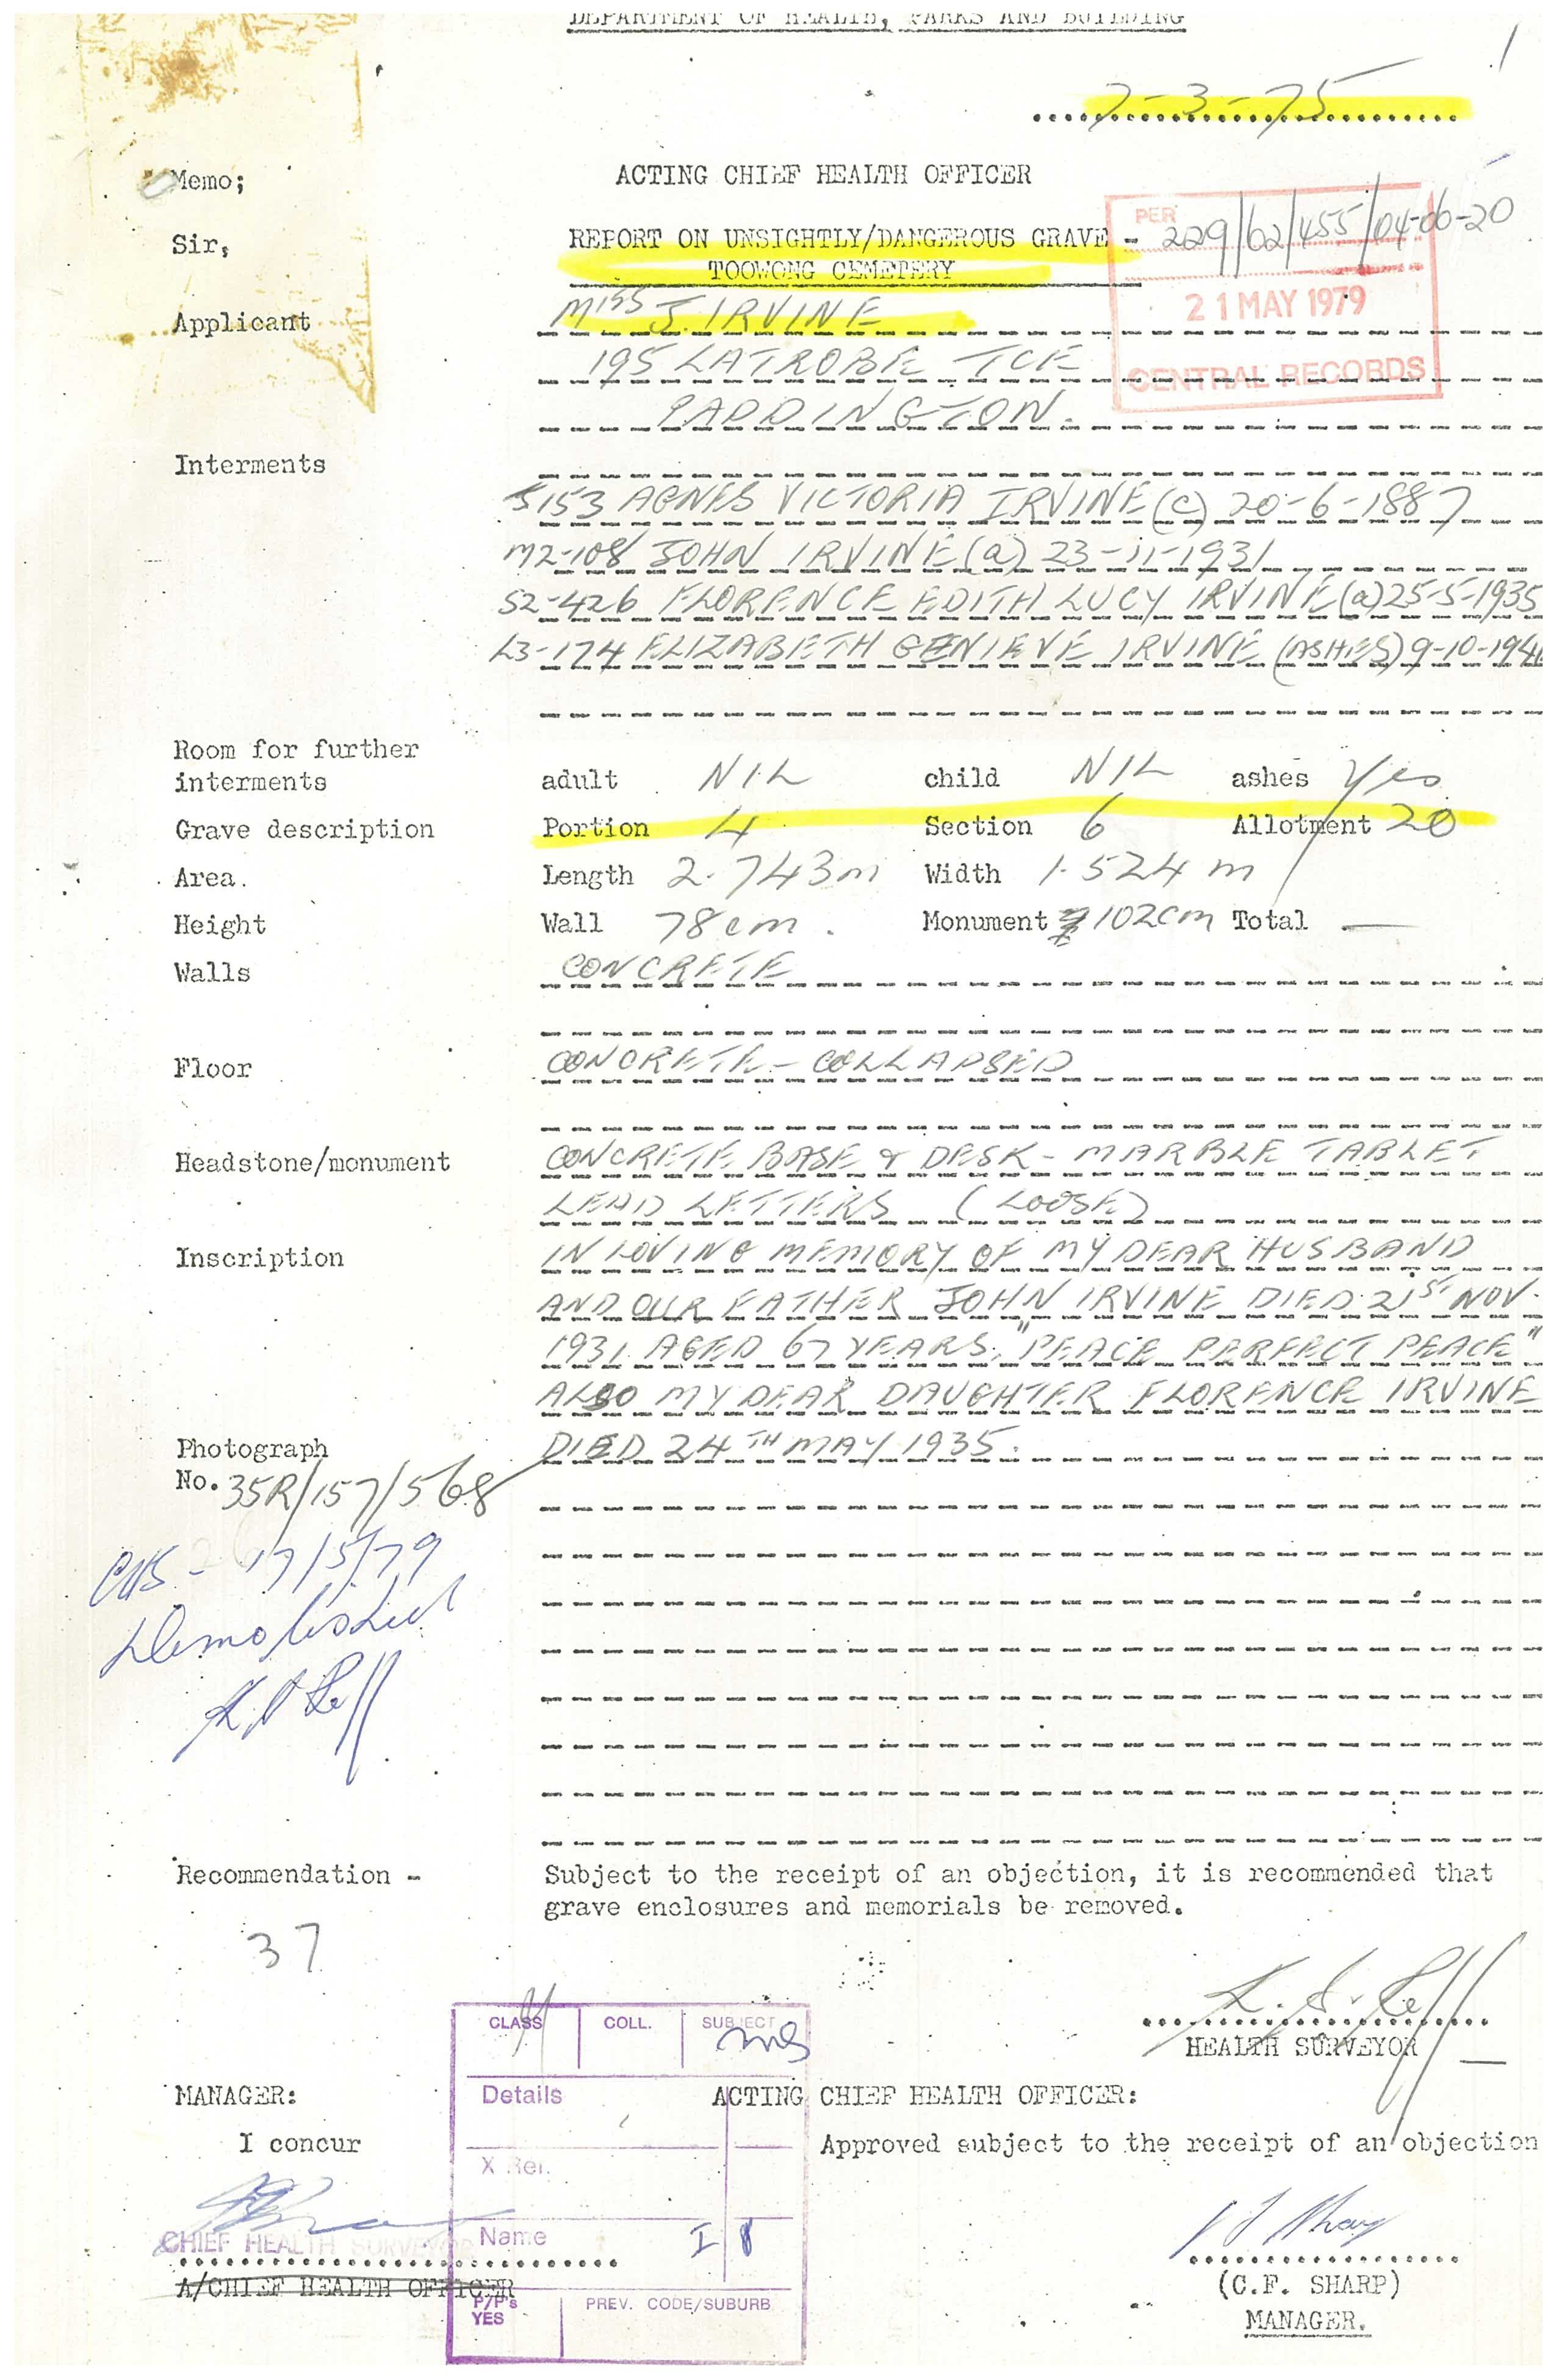 DEPARTMENT OF HEALTH, PARKS AND BUILDING
1
7-3-75
Memo; ACTING CHIEF HEALTH OFFICER
Sir, REPORT ON UNSIGHTLY/DANGEROUS GRAVE - 229/62/455/04-06-20
TOOWONG CEMETERY
PER
21 MAY 1979
CENTRAL RECORDS
Applicant MISS J IRVINE
195 LATROBE TCE
PADDINGTON.
Interments
5153 AGNES VICTORIA IRVINE (c) 20-6-1887
M2-108 JOHN IRVINE (a) 23-11-1931
S2-426 FLORENCE EDITH LUCY IRVINE (a) 25-5-1935
L3-174 ELIZABETH GENIEVE IRVINE (ASHES) 9-10-194
Room for further
interments adult NIL child NIL ashes Yes
Grave description Portion 4 Section 6 Allotment 20
Area. Length 2.743m Width 1.524 m
Height Wall 78cm. Monument 102cm Total —
Walls CONCRETE
Floor CONCRETE - COLLAPSED
Headstone/monument CONCRETE BASE & DESK - MARBLE TABLET
LEAD LETTERS (LOOSE)
Inscription IN LOVING MEMORY OF MY DEAR HUSBAND
AND OUR FATHER JOHN IRVINE DIED 21ST NOV.
1931 AGED 67 YEARS. "PEACE PERFECT PEACE"
ALSO MY DEAR DAUGHTER FLORENCE IRVINE
Photograph DIED 24TH MAY 1935.
No. 35R/157/568
17/5/79
Demolished
Recommendation - Subject to the receipt of an objection, it is recommended that
grave enclosures and memorials be removed.
37
HEALTH SURVEYOR
CLASS COLL. SUBJECT
Details
X Ref.
Name I
P/P's
YES
PREV. CODE/SUBURB
MANAGER: ACTING CHIEF HEALTH OFFICER:
I concur Approved subject to the receipt of an objection
CHIEF HEALTH SURVEYOR
A/CHIEF HEALTH OFFICER (C.F. SHARP)
MANAGER.